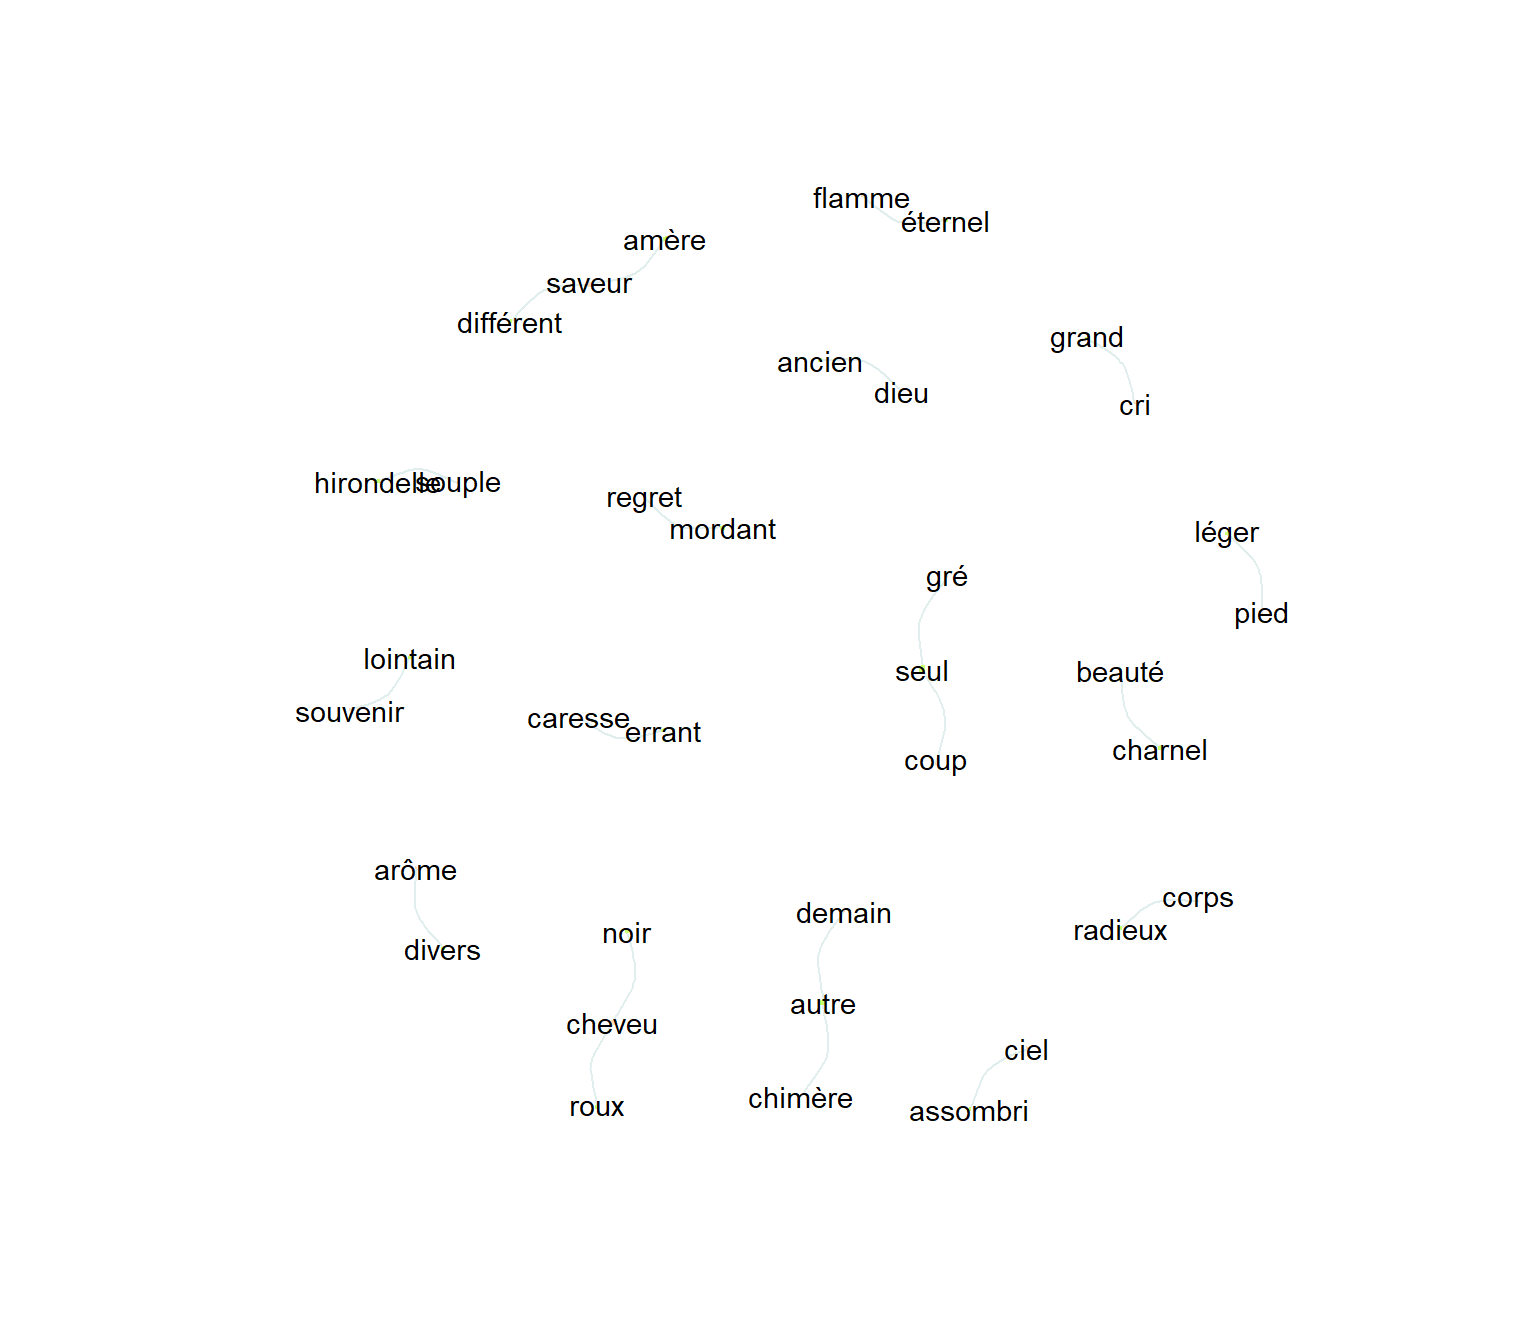 flamme
éternel
amère
saveur
différent
grand
ancien
dieu
cri
hirondelle
souple
regret
mordant
léger
gré
pied
lointain
seul
beauté
souvenir
caresse
errant
charnel
coup
arôme
corps
demain
radieux
noir
divers
autre
cheveu
ciel
chimère
roux
assombri